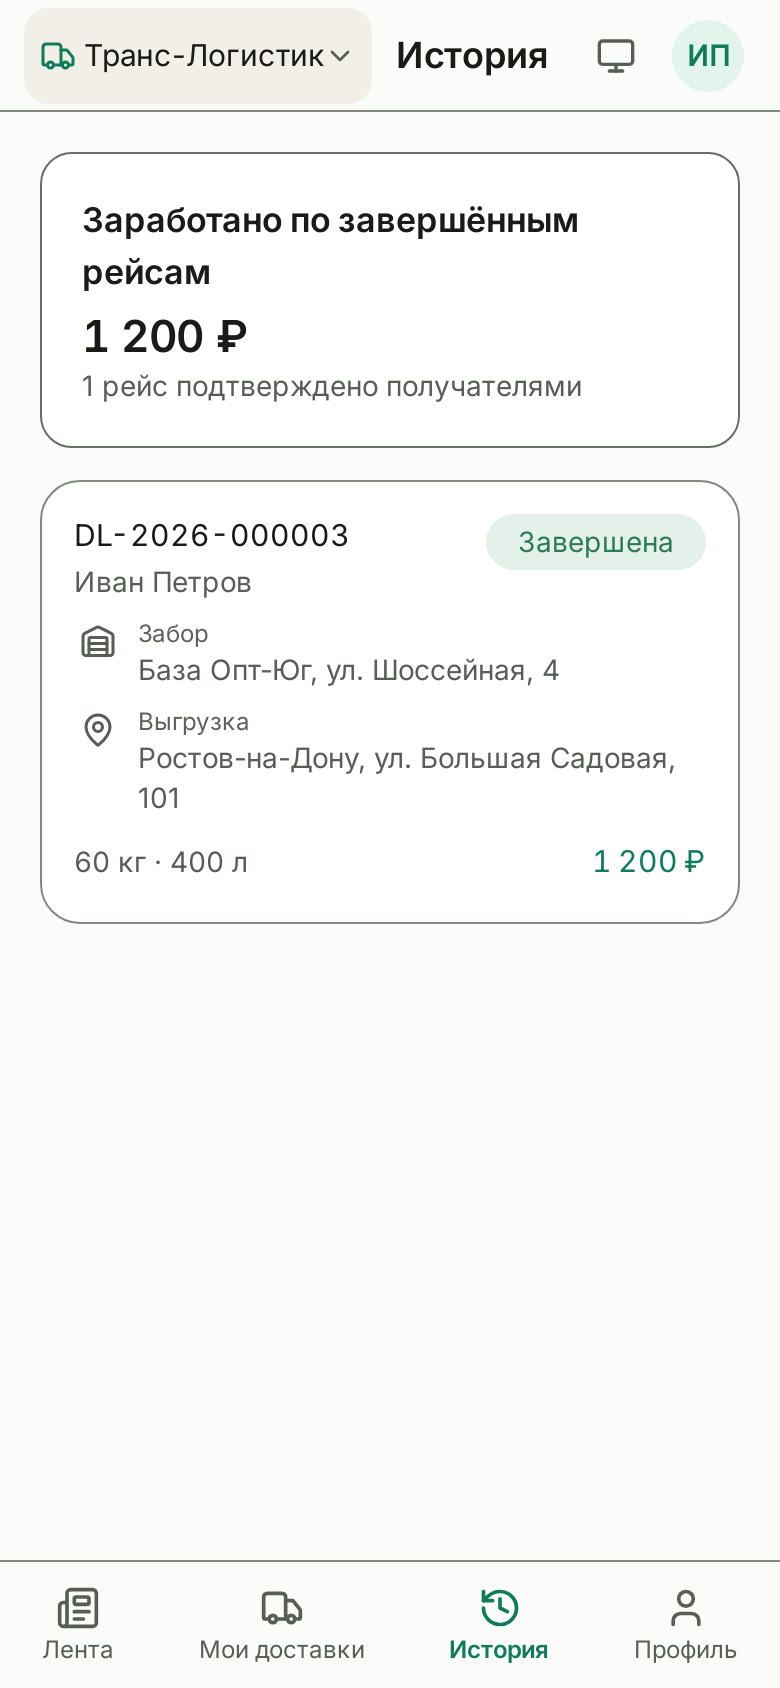 Транс-Логистик
История
ИП
Заработано по завершённым
рейсам
1 200 ₽
1 рейс подтверждено получателями
DL-2026-000003
Завершена
Иван Петров
Забор
База Опт-Юг, ул. Шоссейная, 4
Выгрузка
Ростов-на-Дону, ул. Большая Садовая,
101
60 кг · 400 л
1 200 ₽
Лента
Мои доставки
История
Профиль